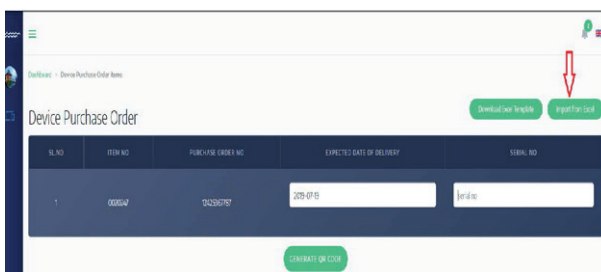 Dashboard - Device Purchase Order Items
Device Purchase Order
Download Excel Template
Import from Excel
SL.NO ITEM NO PURCHASE ORDER NO EXPECTED DATE OF DELIVERY SERIAL NO
1 2019-07-19 Serial no
GENERATE QR CODE